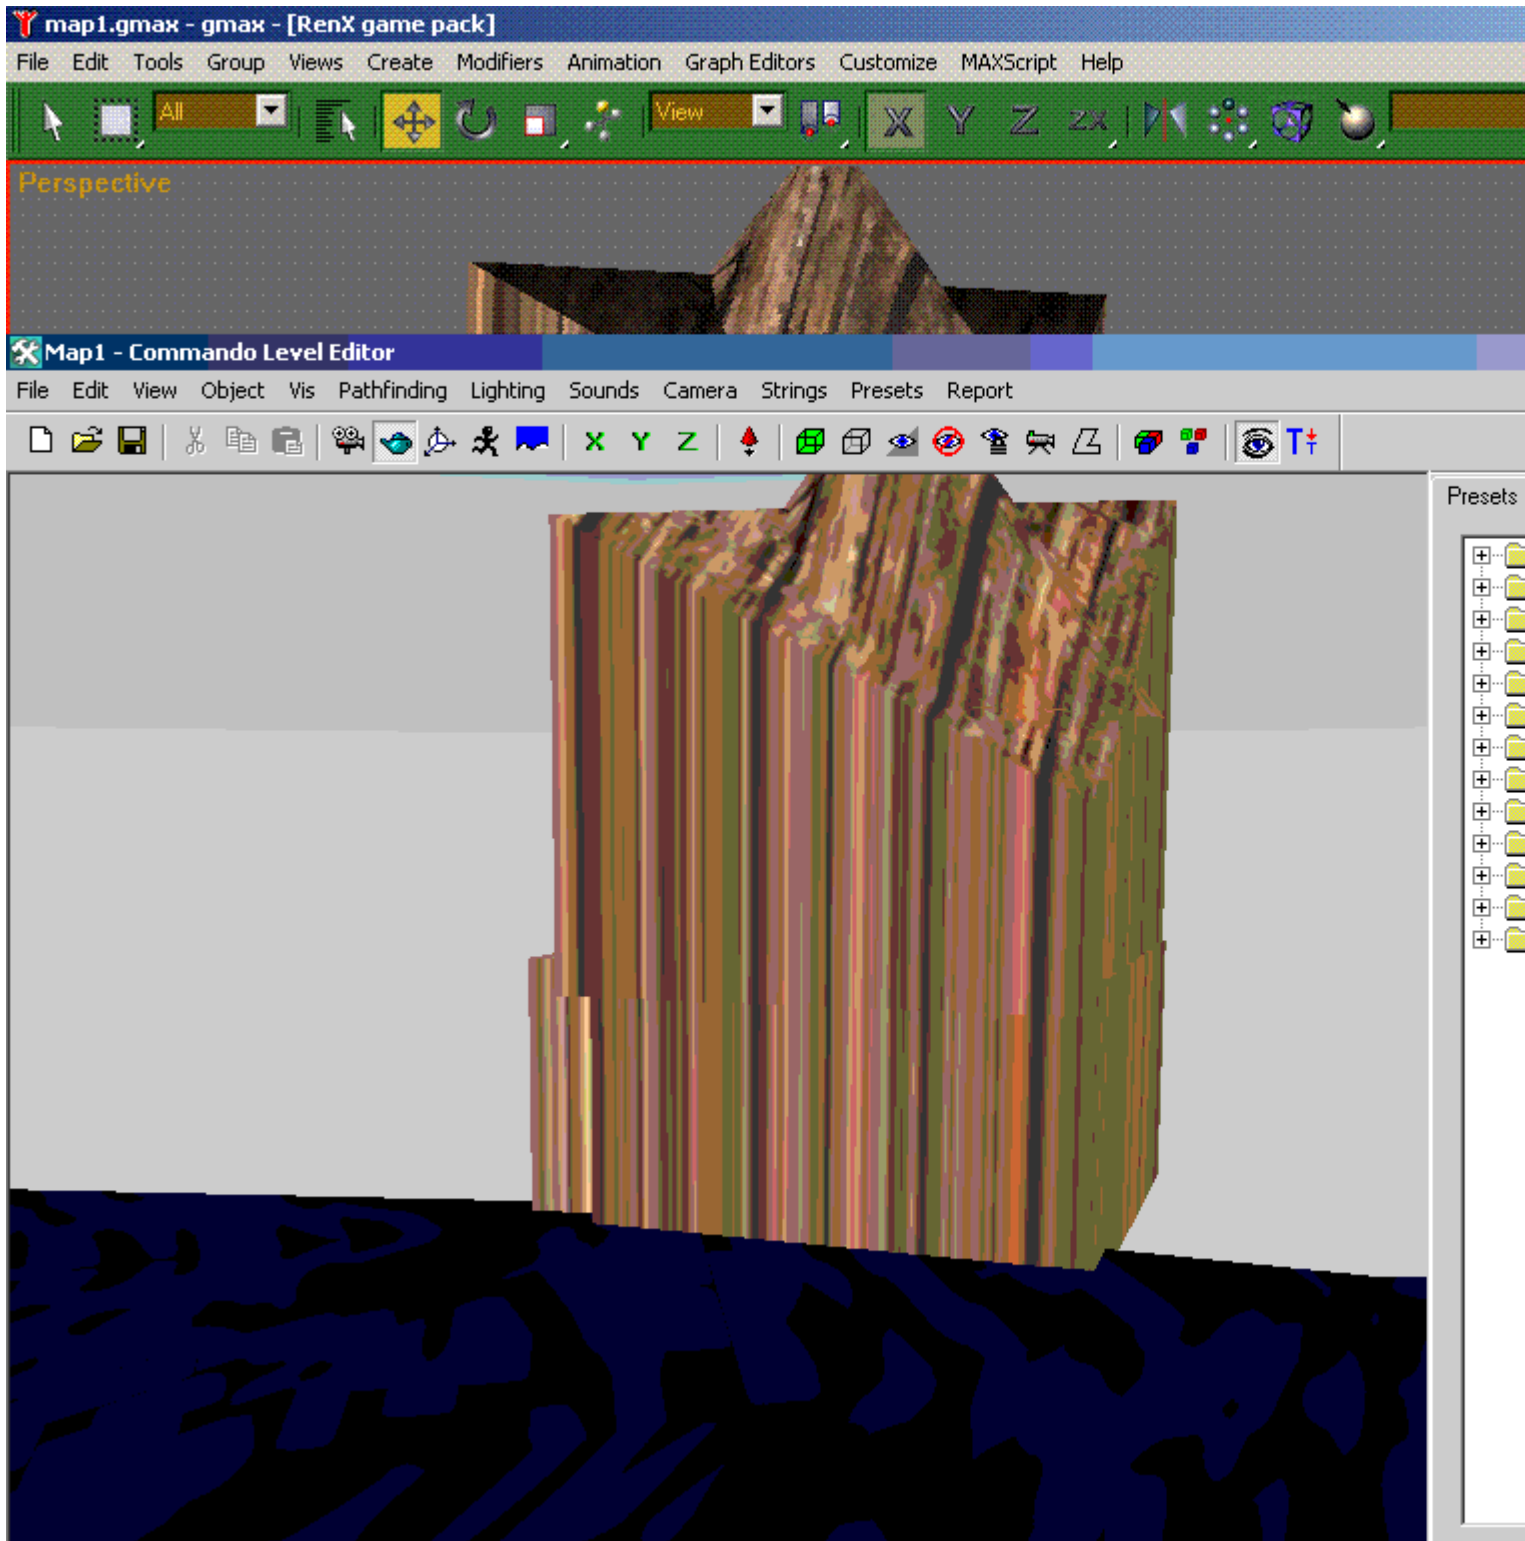 map1.gmax - gmax - [RenX game pack]
File Edit Tools Group Views Create Modifiers Animation Graph Editors Customize MAXScript Help
All View X Y Z ZX
Perspective
Map1 - Commando Level Editor
File Edit View Object Vis Pathfinding Lighting Sounds Camera Strings Presets Report
X Y Z T
Presets